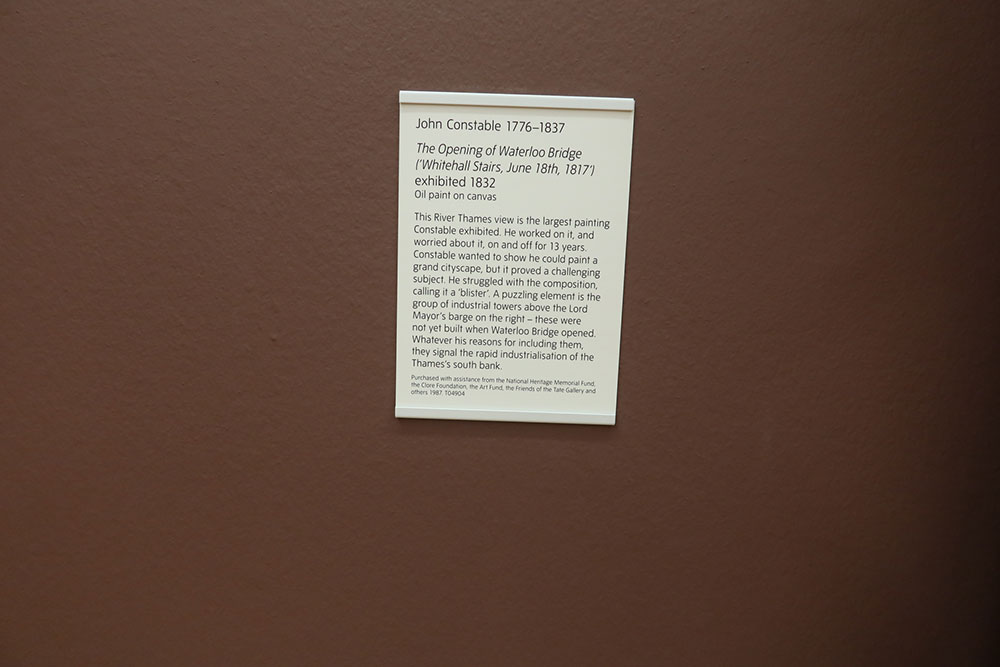 John Constable 1776–1837
The Opening of Waterloo Bridge
(‘Whitehall Stairs, June 18th, 1817’)
exhibited 1832
Oil paint on canvas
This River Thames view is the largest painting
Constable exhibited. He worked on it, and
worried about it, on and off for 13 years.
Constable wanted to show he could paint a
grand cityscape, but it proved a challenging
subject. He struggled with the composition,
calling it a ‘blister’. A puzzling element is the
group of industrial towers above the Lord
Mayor’s barge on the right – these were
not yet built when Waterloo Bridge opened.
Whatever his reasons for including them,
they signal the rapid industrialisation of the
Thames’s south bank.
Purchased with assistance from the National Heritage Memorial Fund,
the Clore Foundation, the Art Fund, the Friends of the Tate Gallery and
others 1987 T04904